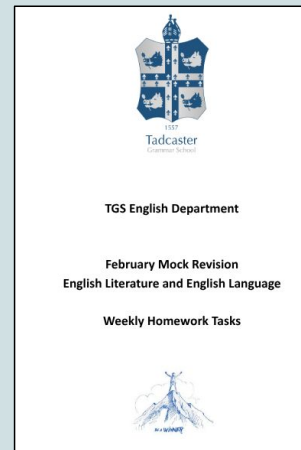 1557
Tadcaster
Grammar School
TGS English Department
February Mock Revision
English Literature and English Language
Weekly Homework Tasks